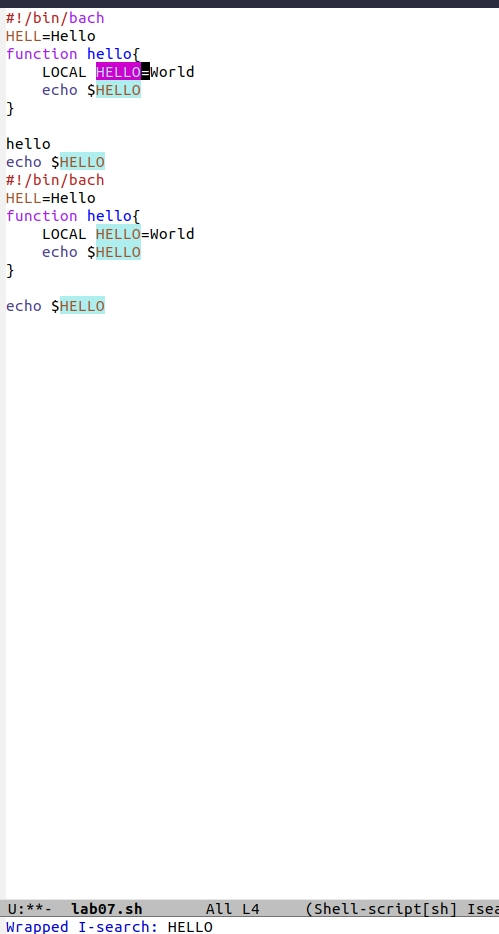 #!/bin/bach
HELL=Hello
function hello{
    LOCAL HELLO=World
    echo $HELLO
}

hello
echo $HELLO
#!/bin/bach
HELL=Hello
function hello{
    LOCAL HELLO=World
    echo $HELLO
}

echo $HELLO
U:**-  lab07.sh       All L4     (Shell-script[sh] Isea
Wrapped I-search: HELLO